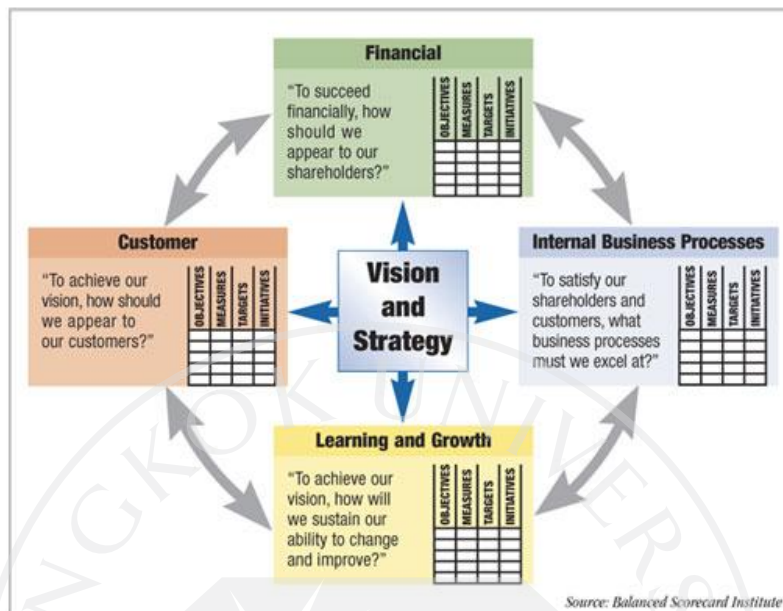 Financial
“To succeed
financially, how
should we
appear to our
shareholders?”
OBJECTIVES
MEASURES
TARGETS
INITIATIVES
Customer
“To achieve our
vision, how should
we appear to
our customers?”
OBJECTIVES
MEASURES
TARGETS
INITIATIVES
Vision
and
Strategy
Internal Business Processes
“To satisfy our
shareholders and
customers, what
business processes
must we excel at?”
OBJECTIVES
MEASURES
TARGETS
INITIATIVES
Learning and Growth
“To achieve our
vision, how will
we sustain our
ability to change
and improve?”
OBJECTIVES
MEASURES
TARGETS
INITIATIVES
NGKOK UNIVERS
Source: Balanced Scorecard Institute